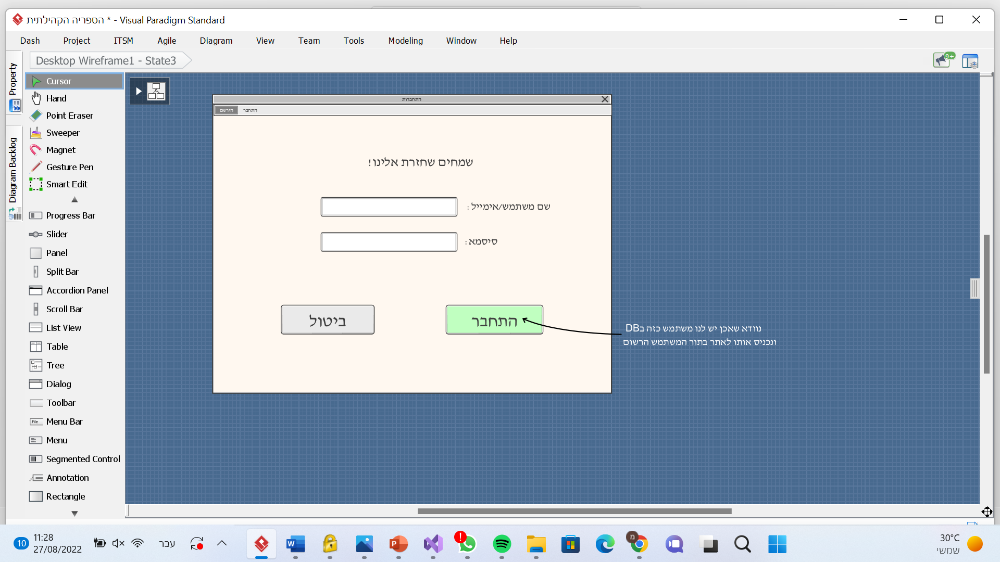 הספריה הקהילתית * - Visual Paradigm Standard
Dash Project ITSM Agile Diagram View Team Tools Modeling Window Help
Desktop Wireframe1 - State3
9+
Property
Diagram Backlog
Cursor
Hand
Point Eraser
Sweeper
Magnet
Gesture Pen
Smart Edit
Progress Bar
Slider
Panel
Split Bar
Accordion Panel
Scroll Bar
List View
Table
Tree
Dialog
Toolbar
File
Menu Bar
Menu
Segmented Control
Annotation
Rectangle
התחברות
הירשם התחבר
שמחים שחזרת אלינו!
שם משתמש/אימייל:
סיסמא:
ביטול
התחבר
נוודא שאכן יש לנו משתמש כזה בDB
ונכניס אותו לאתר בתור המשתמש הרשום
10
11:28
27/08/2022
עבר
W
P
מ
30°C
שמשי